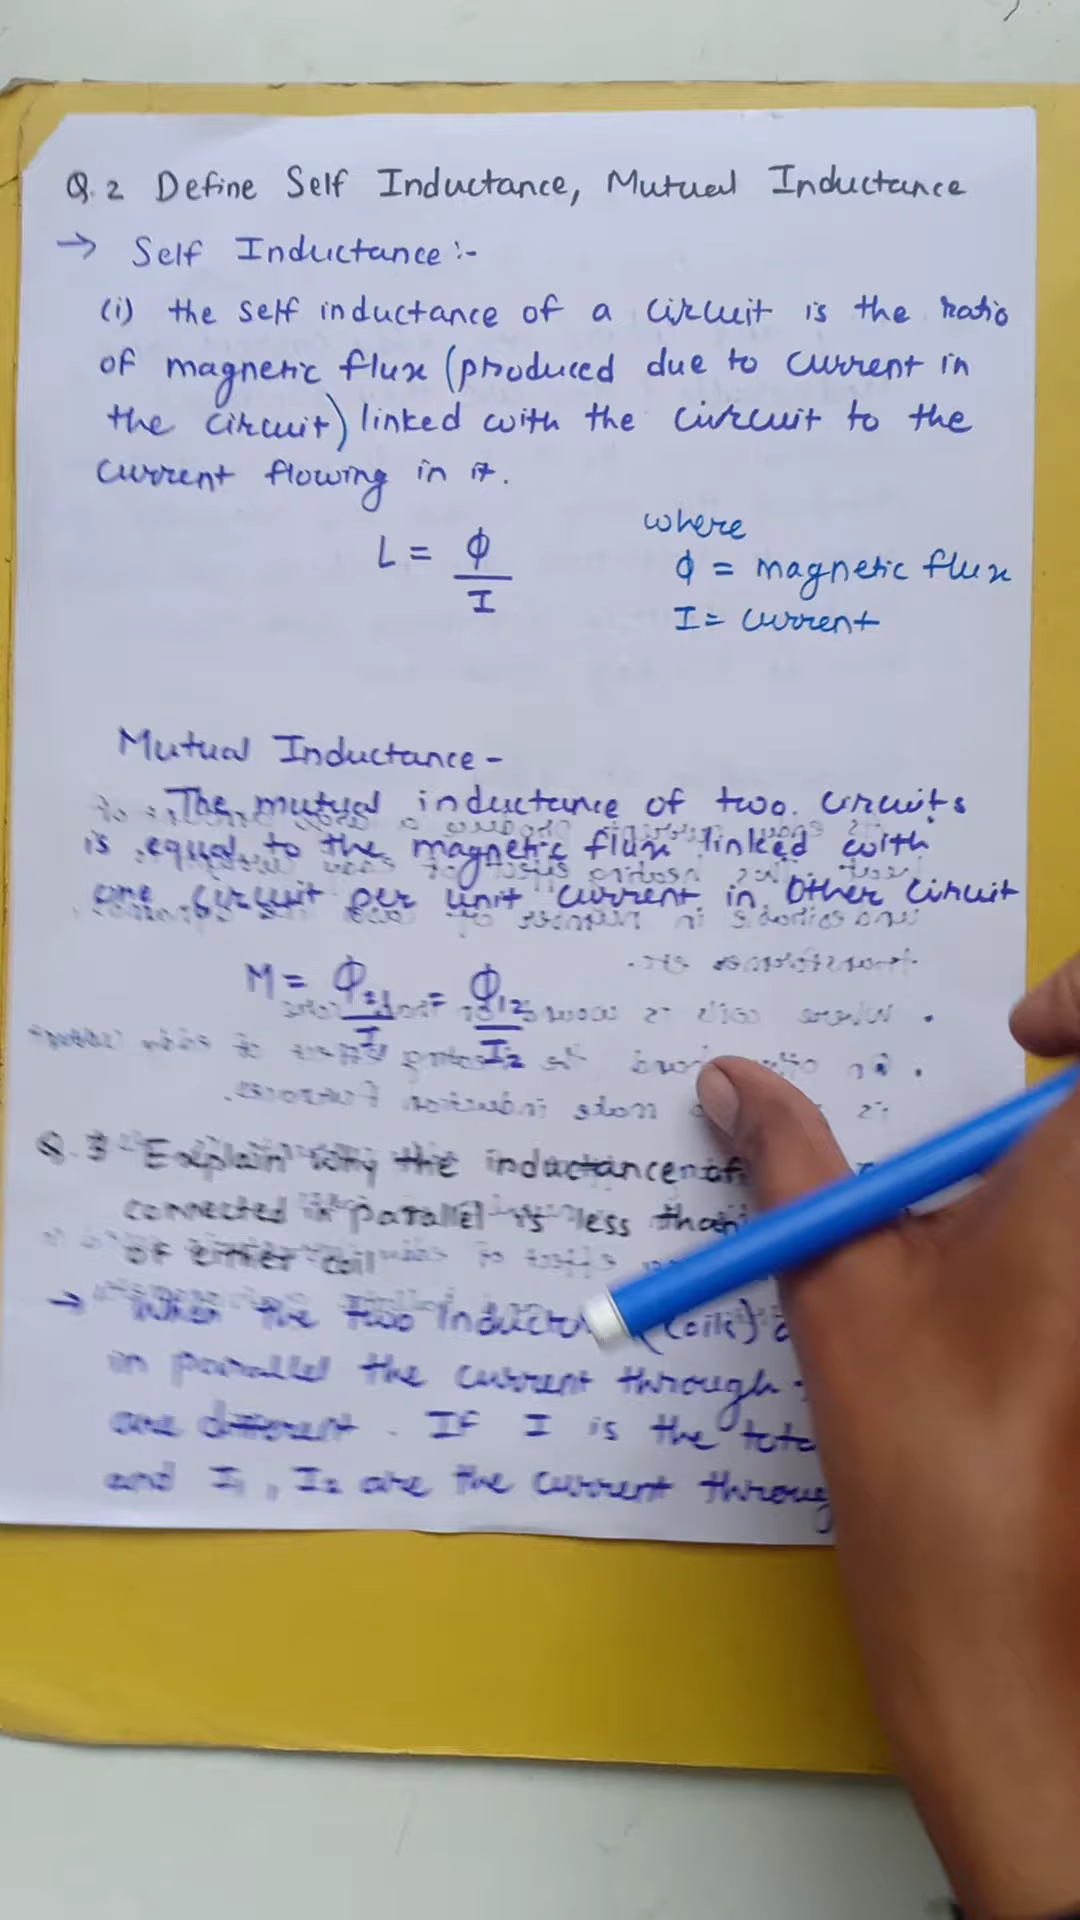 Q.2 Define Self Inductance, Mutual Inductance
→ Self Inductance :-
(i) the self inductance of a circuit is the ratio
of magnetic flux (produced due to current in
the circuit) linked with the circuit to the
current flowing in it.
L = Φ / I
where
Φ = magnetic flux
I = current
Mutual Inductance -
The mutual inductance of two circuits
is equal to the magnetic flux linked with
one circuit per unit current in other circuit
M = Φ21 / I1 = Φ12 / I2
Q.3 Explain why the inductance of
connected in parallel is less than
of either coil
→ When the two inductor (coils)
in parallel the current through
are different. If I is the
and I1, I2 are the current